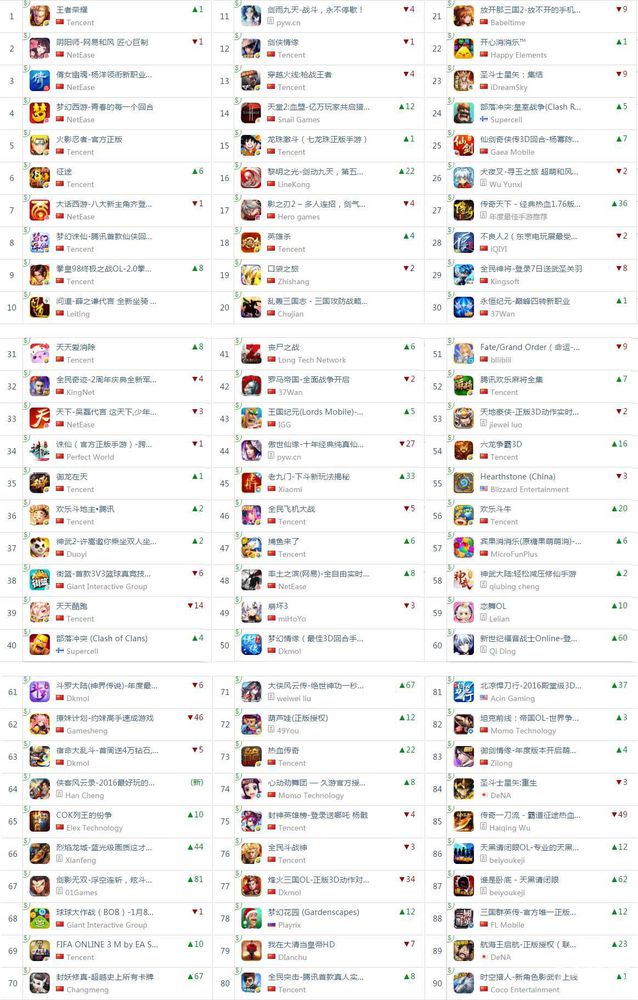 1 王者荣耀 ▲1
Tencent
2 阴阳师-网易和风 匠心巨制 ▼1
NetEase
3 倩女幽魂-杨洋领衔新职业...
NetEase
4 梦幻西游-青春的每一个回合
NetEase
5 火影忍者-官方正版
Tencent
6 征途 ▲6
Tencent
7 大话西游-八大新主角齐登... ▼1
NetEase
8 梦幻诛仙-腾讯首款仙侠回...
Tencent
9 拳皇98终极之战OL-2.0拳... ▲8
Tencent
10 问道-薛之谦代言 全新坐骑 ...
Leiting
11 剑雨九天-战斗，永不停歇！ ▼4
pyw.cn
12 剑侠情缘 ▼1
Tencent
13 穿越火线:枪战王者 ▼4
Tencent
14 天堂2:血盟-亿万玩家共启猫... ▲12
Snail Games
15 龙珠激斗（七龙珠正版手游） ▲1
Tencent
16 黎明之光-剑动九天，第五... ▲22
LineKong
17 影之刃2 – 多人连招，剑气... ▼4
Hero games
18 英雄杀 ▲4
Tencent
19 口袋之旅 ▼2
Zhishang
20 乱轰三国志 - 三国攻防战略...
Chujian
21 放开那三国2-放不开的手机... ▼9
Babeltime
22 开心消消乐™ ▲1
Happy Elements
23 圣斗士星矢：集结 ▼9
iDreamSky
24 部落冲突:皇室战争(Clash R... ▲5
Supercell
25 仙剑奇侠传3D回合-杨幂陈... ▲7
Gaea Mobile
26 犬夜叉-寻玉之旅 超萌和风... ▼2
Wu Yunxi
27 传奇天下 - 经典热血1.76版... ▲36
年度最佳手游推荐
28 不良人2（东京电玩展最受... ▼2
iQIYI
29 全民神将-登录7日送武圣关羽 ▼8
Kingsoft
30 永恒纪元-巅峰四转新职业 ▲1
37Wan
31 天天爱消除 ▲8
Tencent
32 全民奇迹-2周年庆典全新军... ▼4
KingNet
33 天下-吴磊代言 这天下,少年... ▼3
NetEase
34 诛仙（官方正版手游）-跨... ▼1
Perfect World
35 御龙在天 ▲1
Tencent
36 欢乐斗地主•腾讯 ▲2
Tencent
37 神武2-许嵩邀你乘坐双人坐... ▲2
Duoyi
38 街篮-首款3V3篮球真竞技... ▼6
Giant Interactive Group
39 天天酷跑 ▼14
Tencent
40 部落冲突 (Clash of Clans) ▲4
Supercell
41 丧尸之战 ▲6
Long Tech Network
42 罗马帝国-全面战争开启 ▼2
37Wan
43 王国纪元(Lords Mobile)-... ▲5
IGG
44 傲世仙缘-十年经典纯真仙... ▼27
pyw.cn
45 老九门-下斗新玩法揭秘 ▲33
Xiaomi
46 全民飞机大战 ▼5
Tencent
47 捕鱼来了 ▲6
Tencent
48 率土之滨(网易)-全自由实时... ▲8
NetEase
49 崩坏3 ▼3
miHoYo
50 梦幻情缘（最佳3D回合手...
Dkmol
51 Fate/Grand Order（命运-... ▼9
bilibili
52 腾讯欢乐麻将全集 ▲7
Tencent
53 天地豪侠-正版3D动作实时... ▼2
jiewei luo
54 六龙争霸3D ▲16
Tencent
55 Hearthstone (China) ▼3
Blizzard Entertainment
56 欢乐斗牛 ▲20
Tencent
57 宾果消消乐(原糖果萌萌消)-... ▲6
MicroFunPlus
58 神武大陆:轻松减压修仙手游 ▲2
qiubing cheng
59 恋舞OL ▲10
Lelian
60 新世纪福音战士Online-登... ▲60
Qi Ding
61 斗罗大陆(神界传说)-年度最... ▼6
Dkmol
62 撩妹计划-约妹高手速成游戏 ▼46
Gamesheng
63 宿命大乱斗-首周送4万钻石,... ▼5
Dkmol
64 侠客风云录-2016最好玩的... (新)
Han Cheng
65 COK列王的纷争 ▲10
Elex Technology
66 烈焰龙城-蓝光级画质这才... ▲44
Xianfeng
67 剑影无双-浮空连斩，炫斗... ▲81
01Games
68 球球大作战（BOB）-1月8... ▼1
Giant Interactive Group
69 FIFA ONLINE 3 M by EA S... ▲10
Tencent
70 封妖修真-超越史上所有卡牌 ▲67
Changmeng
71 大侠风云传-绝世神功一秒... ▲67
weiwei liu
72 葫芦娃(正版授权) ▲12
49You
73 热血传奇 ▲22
Tencent
74 心动劲舞团 — 久游官方授... ▲8
Momo Technology
75 封神英雄榜-登录送哪吒 杨戬 ▼4
Tencent
76 全民斗战神 ▼3
Tencent
77 烽火三国OL-正版3D动作对... ▼34
Dkmol
78 梦幻花园 (Gardenscapes) ▲12
Playrix
79 我在大清当皇帝HD ▼7
Dianchu
80 全民突击-腾讯首款真人实... ▲8
Tencent
81 北凉悍刀行-2016殿堂级3D... ▲37
Acin Gaming
82 坦克前线：帝国OL-世界争... ▲3
Momo Technology
83 御剑情缘-年度版本开启萌... ▲4
Zilong
84 圣斗士星矢:重生 ▼3
DeNA
85 传奇一刀流 - 霸道征途热血... ▼49
Haiqing Wu
86 天黑请闭眼OL-专业的天黑... ▲12
beiyoukeji
87 谁是卧底 - 天黑请闭眼 ▲62
beiyoukeji
88 三国群英传-官方唯一正版... ▲12
FL Mobile
89 航海王启航-正版授权（ 联... ▲23
DeNA
90 时空猎人-新角色影武者上线 ▲1
Coco Entertainment